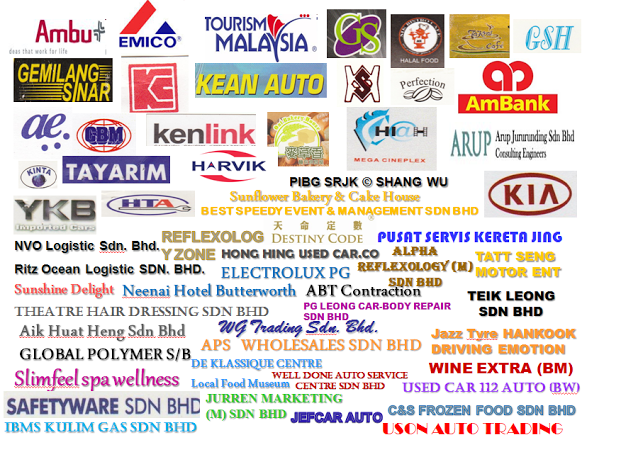 Ambu
deas that work for life
EMICO
TOURISM
MALAYSIA
GS
HALAL FOOD
GSH
GEMILANG
SINAR
KEAN AUTO
Perfection
AmBank
ae.
GBM
kenlink
HIGH
MEGA CINEPLEX
ARUP Arup Jururunding Sdn Bhd
Consulting Engineers
KINTA
TAYARIM
HARVIK
KIA
PIBG SRJK © SHANG WU
Sunflower Bakery & Cake House
YKB
Imported Cars
HTA
BEST SPEEDY EVENT & MANAGEMENT SDN BHD
天命定數
DESTINY CODE
REFLEXOLOG
Y ZONE
PUSAT SERVIS KERETA JING
NVO Logistic Sdn. Bhd.
HONG HING USED CAR.CO
ALPHA
REFLEXOLOGY (M)
SDN BHD
TATT SENG
MOTOR ENT
Ritz Ocean Logistic SDN. BHD.
ELECTROLUX PG
Sunshine Delight
Neenai Hotel Butterworth
ABT Contraction
TEIK LEONG
SDN BHD
THEATRE HAIR DRESSING SDN BHD
PG LEONG CAR-BODY REPAIR
SDN BHD
Aik Huat Heng Sdn Bhd
WG Trading Sdn. Bhd.
Jazz Tyre HANKOOK
DRIVING EMOTION
APS WHOLESALES SDN BHD
GLOBAL POLYMER S/B
DE KLASSIQUE CENTRE
WINE EXTRA (BM)
Slimfeel spa wellness
Local Food Museum
WELL DONE AUTO SERVICE
CENTRE SDN BHD
USED CAR 112 AUTO (BW)
SAFETYWARE SDN BHD
JURREN MARKETING
(M) SDN BHD
JEFCAR AUTO
C&S FROZEN FOOD SDN BHD
IBMS KULIM GAS SDN BHD
USON AUTO TRADING